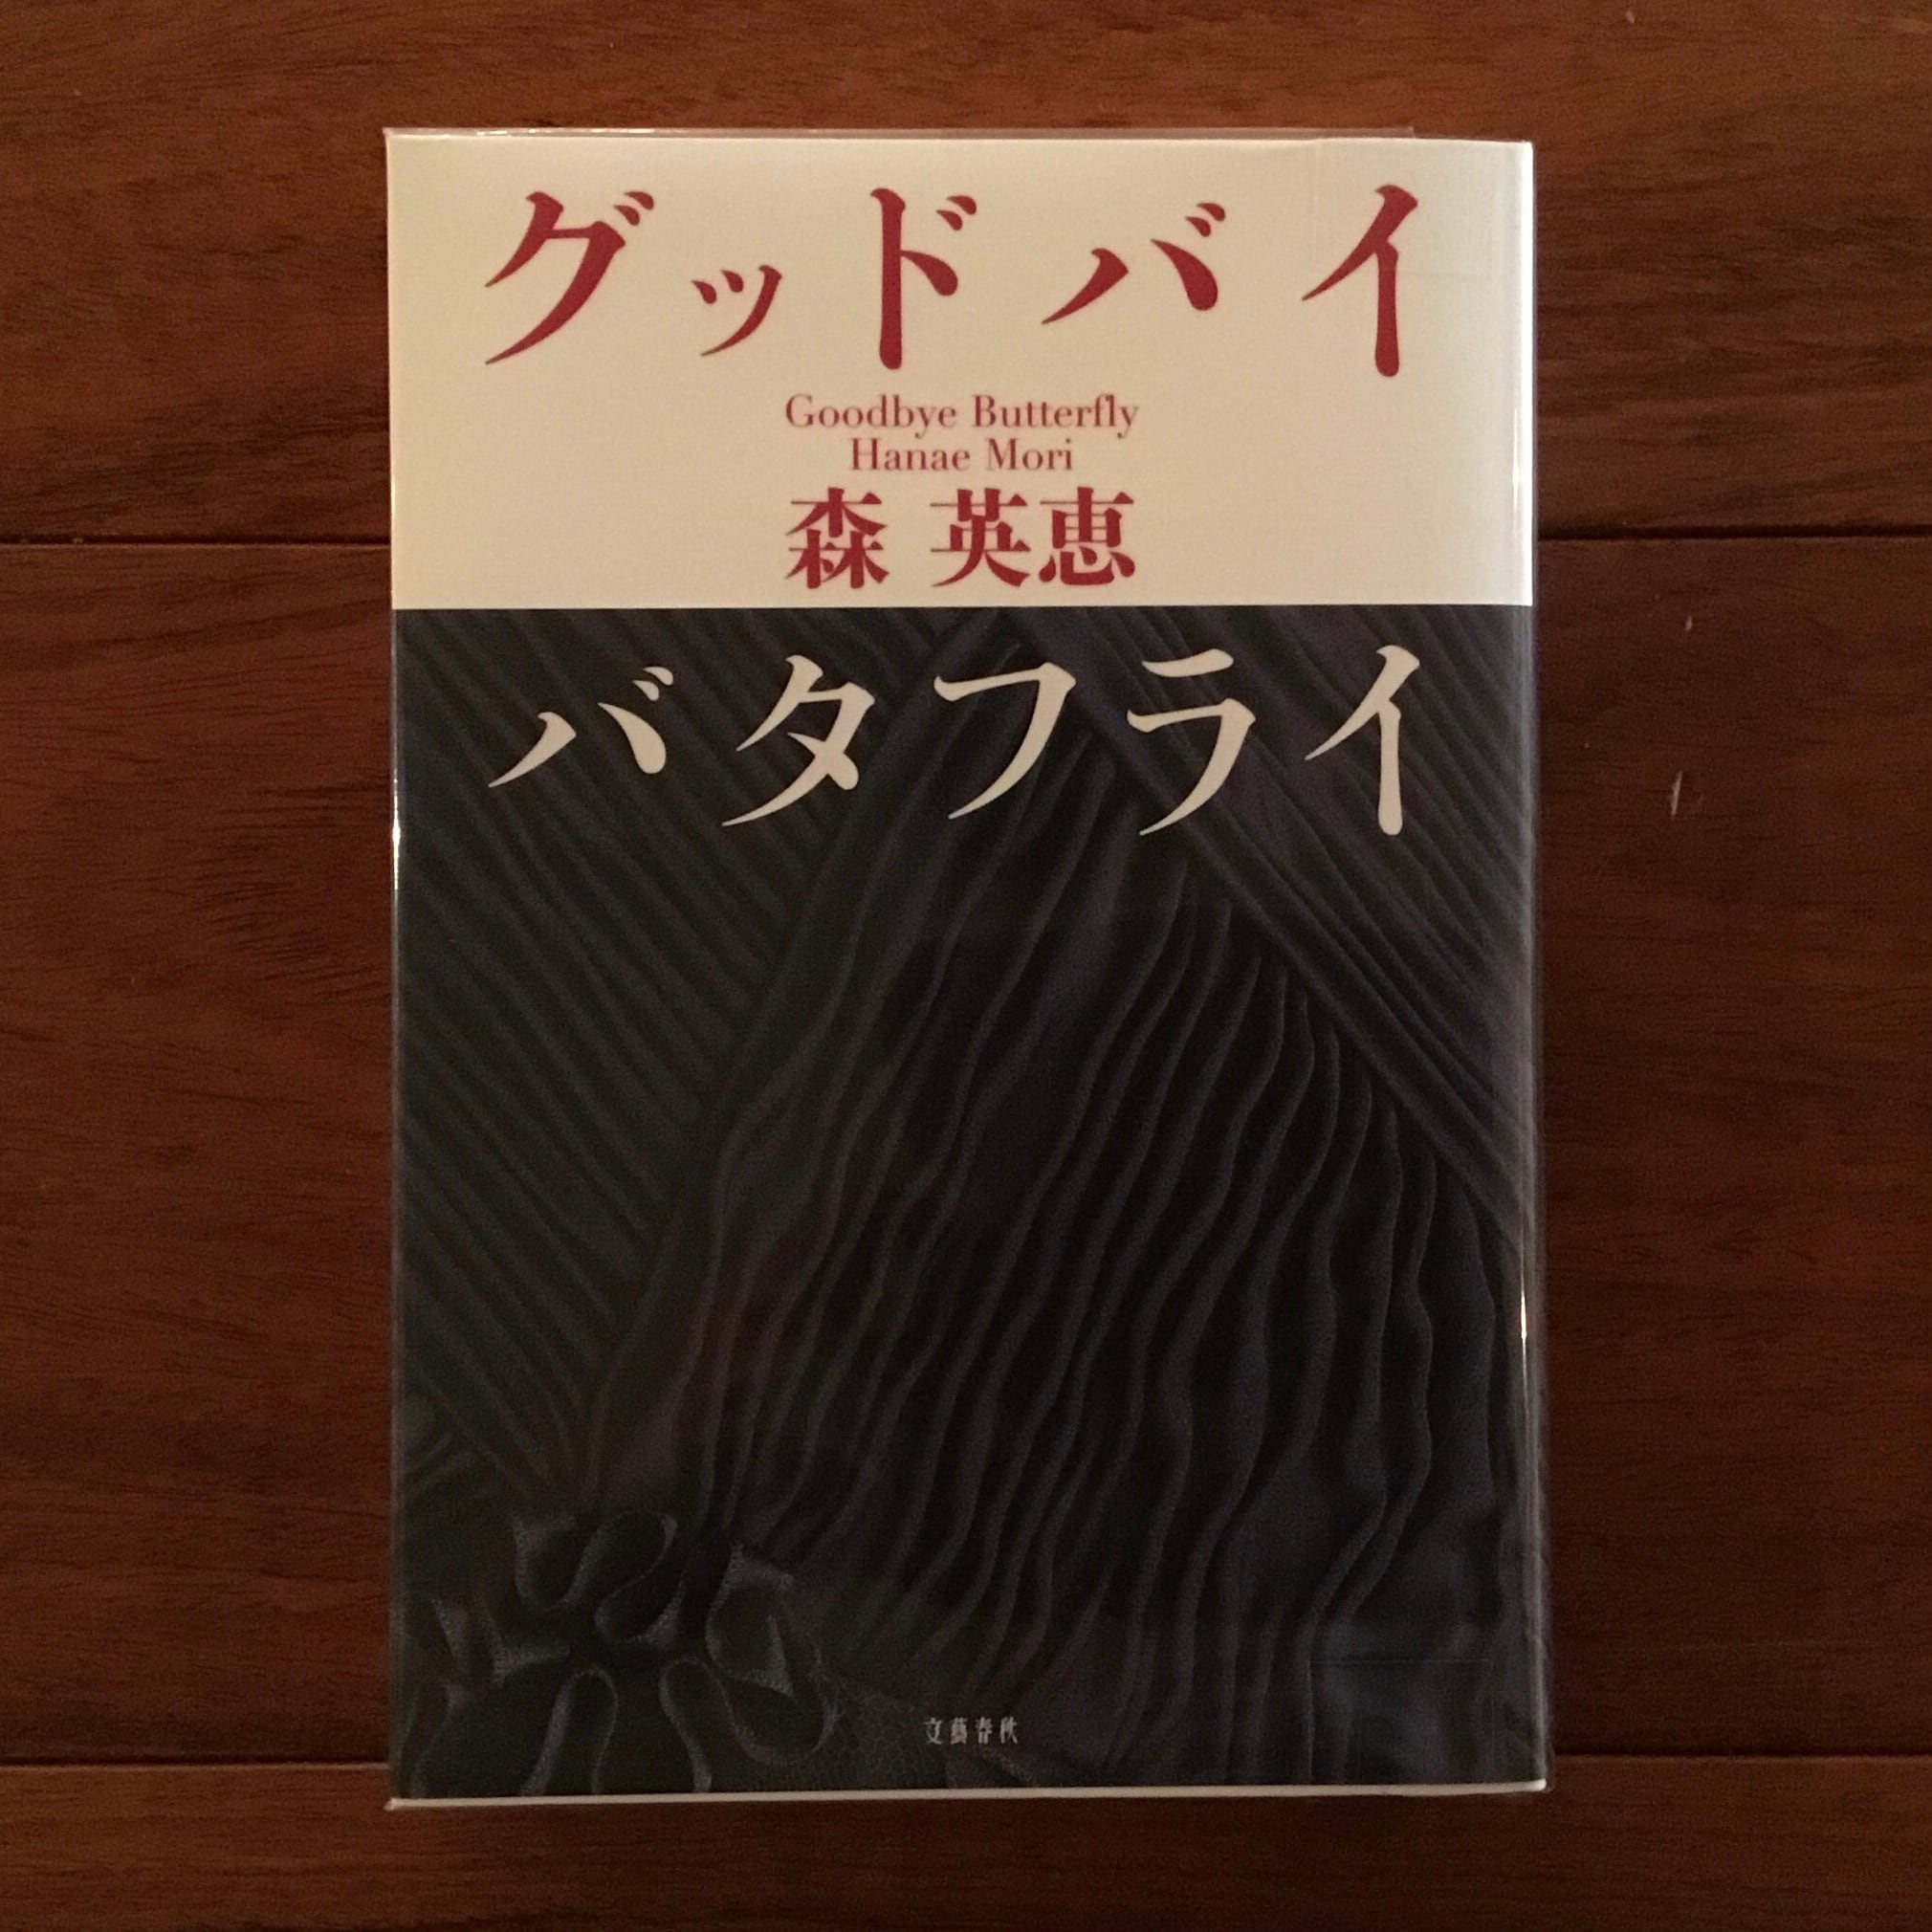 グッドバイ
Goodbye Butterfly
Hanae Mori
森 英恵
バタフライ
文藝春秋